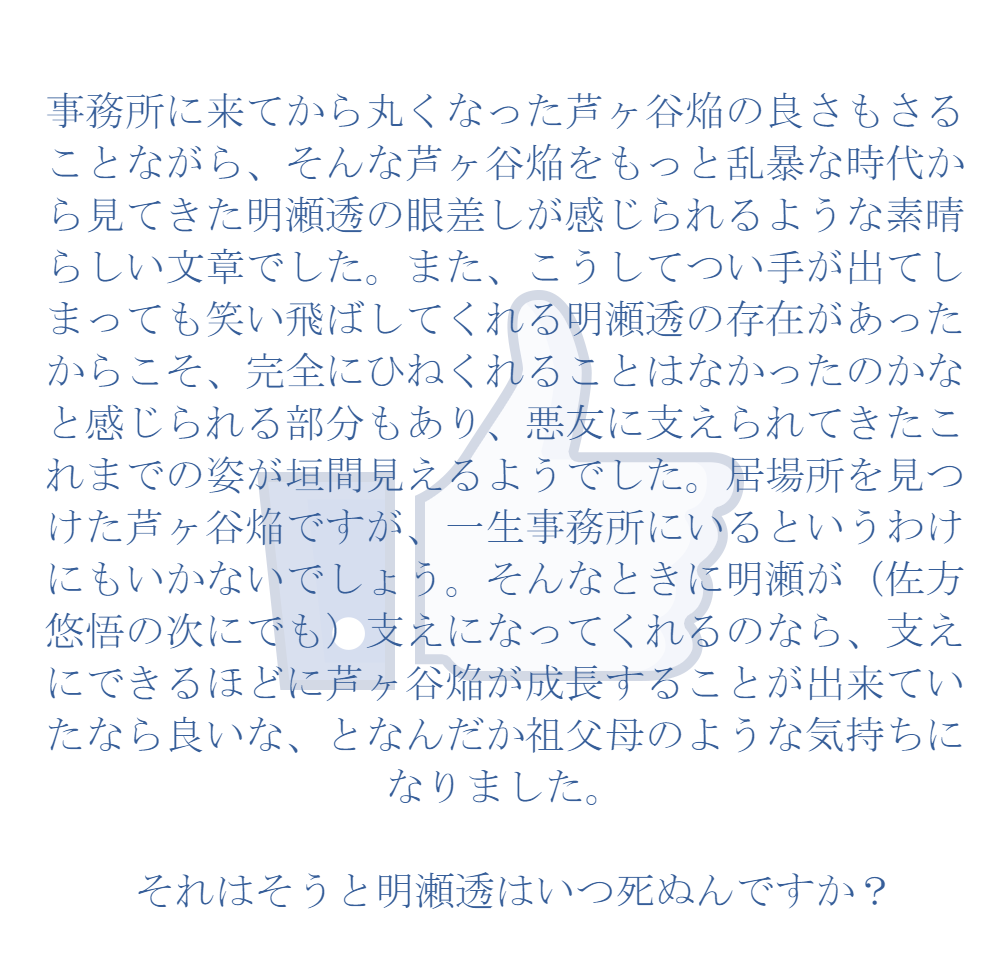 事務所に来てから丸くなった芦ヶ谷焔の良さもさる
ことながら、そんな芦ヶ谷焔をもっと乱暴な時代か
ら見てきた明瀬透の眼差しが感じられるような素晴
らしい文章でした。また、こうしてつい手が出てし
まっても笑い飛ばしてくれる明瀬透の存在があった
からこそ、完全にひねくれることはなかったのかな
と感じられる部分もあり、悪友に支えられてきたこ
れまでの姿が垣間見えるようでした。居場所を見つ
けた芦ヶ谷焔ですが、一生事務所にいるというわけ
にもいかないでしょう。そんなときに明瀬が（佐方
悠悟の次にでも）支えになってくれるのなら、支え
にできるほどに芦ヶ谷焔が成長することが出来てい
たなら良いな、となんだか祖父母のような気持ちに
なりました。
それはそうと明瀬透はいつ死ぬんですか？